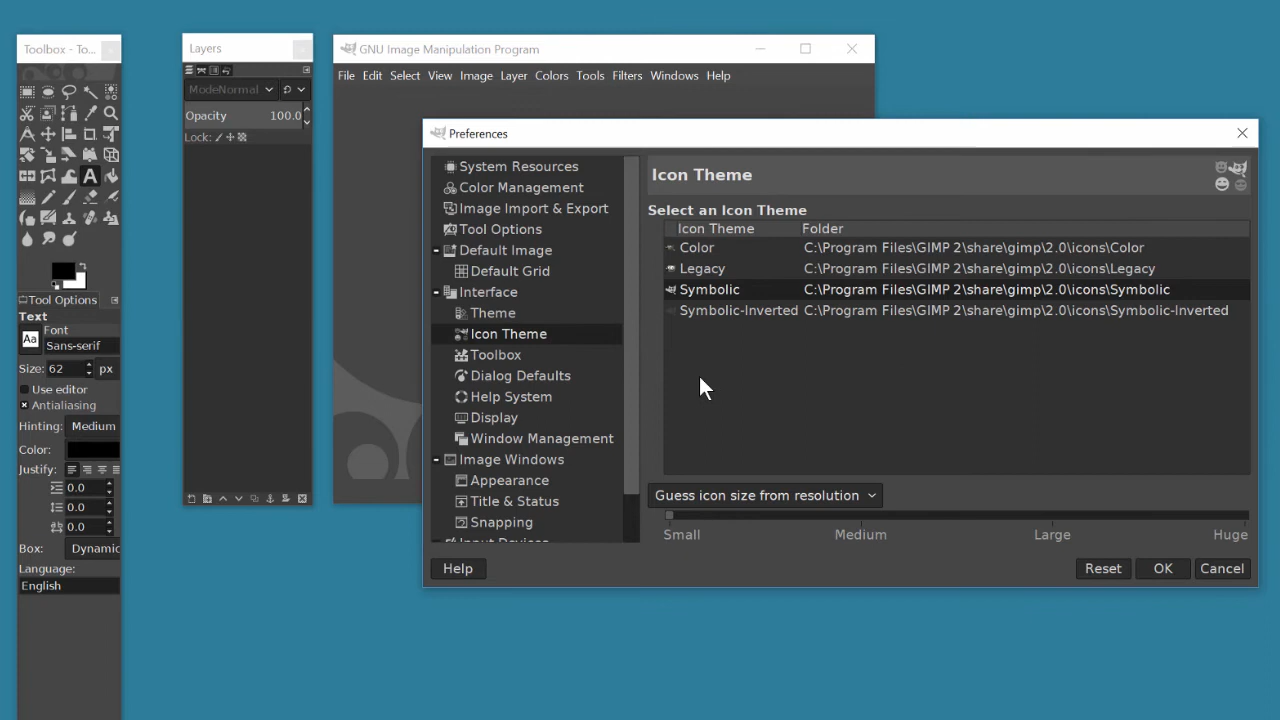 Toolbox - To...
Tool Options
Text
Aa
Font
Sans-serif
Size: 62 px
Use editor
Antialiasing
Hinting: Medium
Color:
Justify:
0.0
0.0
0.0
Box: Dynamic
Language:
English
Layers
Mode Normal
Opacity 100.0
Lock:
GNU Image Manipulation Program
File Edit Select View Image Layer Colors Tools Filters Windows Help
Preferences
System Resources
Color Management
Image Import & Export
Tool Options
Default Image
Default Grid
Interface
Theme
Icon Theme
Toolbox
Dialog Defaults
Help System
Display
Window Management
Image Windows
Appearance
Title & Status
Snapping
Input Devices
Icon Theme
Select an Icon Theme
Icon Theme Folder
Color C:\Program Files\GIMP 2\share\gimp\2.0\icons\Color
Legacy C:\Program Files\GIMP 2\share\gimp\2.0\icons\Legacy
Symbolic C:\Program Files\GIMP 2\share\gimp\2.0\icons\Symbolic
Symbolic-Inverted C:\Program Files\GIMP 2\share\gimp\2.0\icons\Symbolic-Inverted
Guess icon size from resolution
Small Medium Large Huge
Help Reset OK Cancel